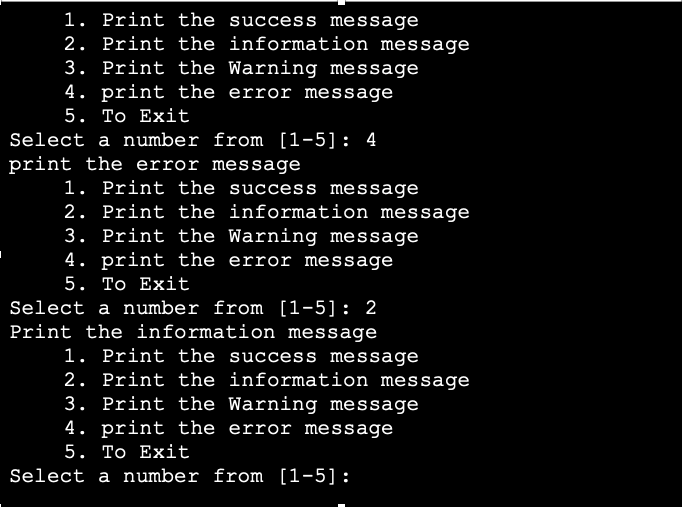 1. Print the success message
2. Print the information message
3. Print the Warning message
4. print the error message
5. To Exit
Select a number from [1-5]: 4
print the error message
1. Print the success message
2. Print the information message
3. Print the Warning message
4. print the error message
5. To Exit
Select a number from [1-5]: 2
Print the information message
1. Print the success message
2. Print the information message
3. Print the Warning message
4. print the error message
5. To Exit
Select a number from [1-5]: